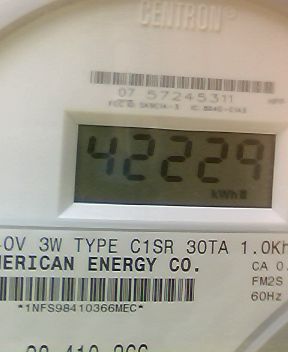 CENTRON®
07 57245311
42229
kWh
0V 3W TYPE C1SR 30TA 1.0Kh
MERICAN ENERGY CO.
CA 0.
FM2S
60Hz
*1NFS98410366MEC*